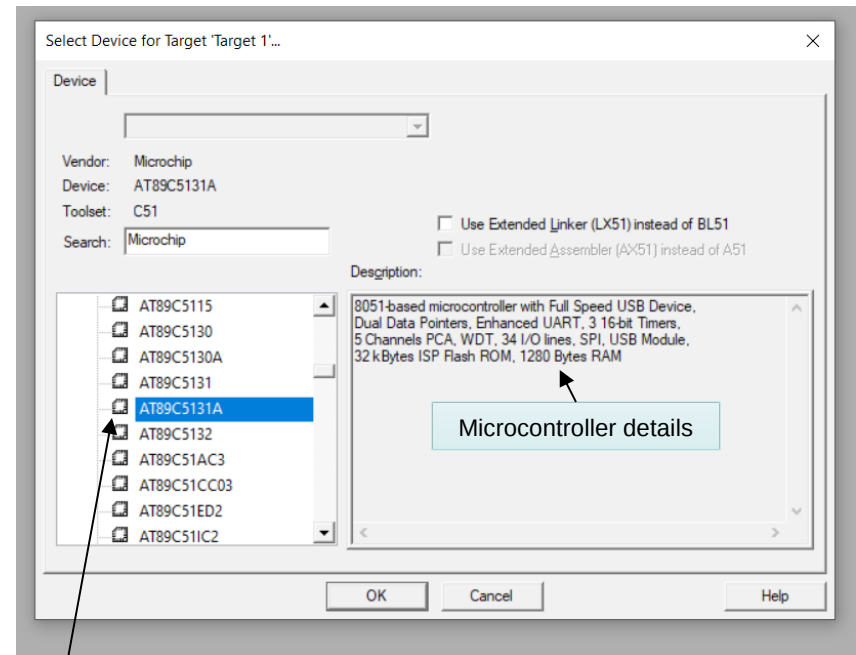 Select Device for Target 'Target 1'...
Device
Vendor: Microchip
Device: AT89C5131A
Toolset: C51
Search: Microchip
Use Extended Linker (LX51) instead of BL51
Use Extended Assembler (AX51) instead of A51
Description:
AT89C5115
AT89C5130
AT89C5130A
AT89C5131
AT89C5131A
AT89C5132
AT89C51AC3
AT89C51CC03
AT89C51ED2
AT89C51IC2
8051-based microcontroller with Full Speed USB Device,
Dual Data Pointers, Enhanced UART, 3 16-bit Timers,
5 Channels PCA, WDT, 34 I/O lines, SPI, USB Module,
32 kBytes ISP Flash ROM, 1280 Bytes RAM
Microcontroller details
OK Cancel Help